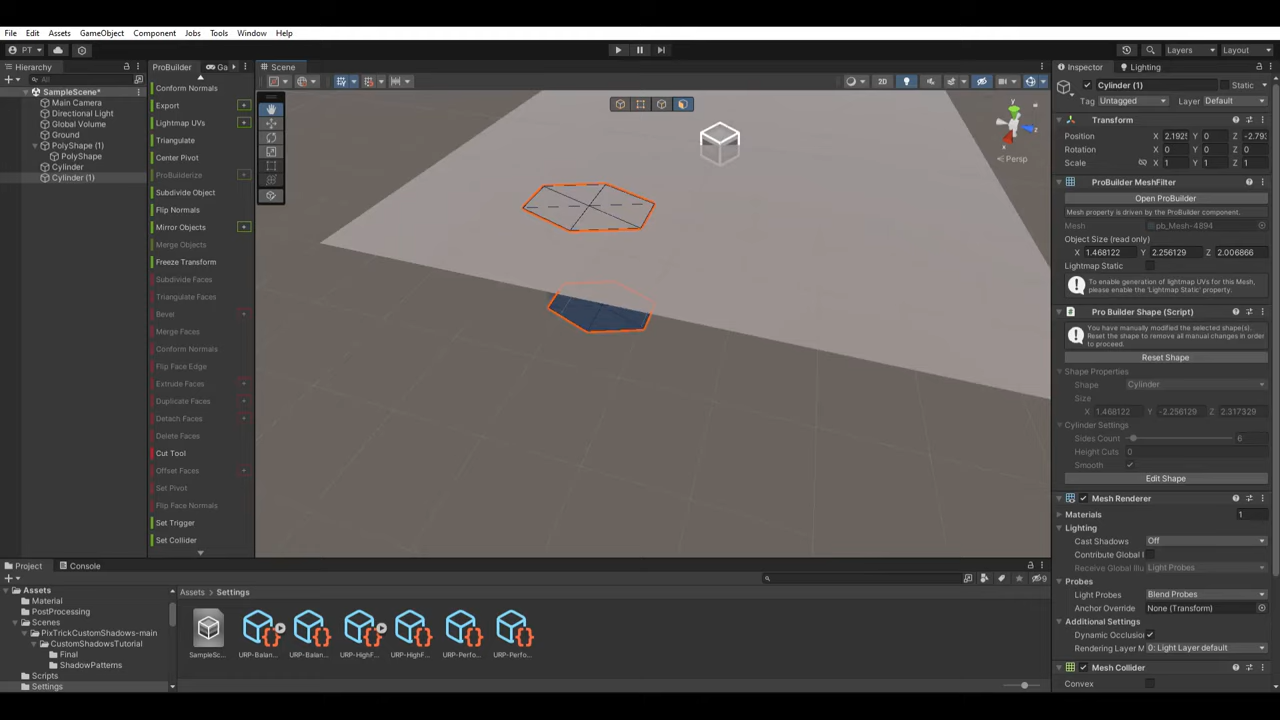 File Edit Assets GameObject Component Jobs Tools Window Help
PT Layers Layout
Hierarchy
All
SampleScene*
Main Camera
Directional Light
Global Volume
Ground
PolyShape (1)
PolyShape
Cylinder
Cylinder (1)
ProBuilder Ga
Conform Normals
Export
Lightmap UVs
Triangulate
Center Pivot
ProBuilderize
Subdivide Object
Flip Normals
Mirror Objects
Merge Objects
Freeze Transform
Subdivide Faces
Triangulate Faces
Bevel
Merge Faces
Conform Normals
Flip Face Edge
Extrude Faces
Duplicate Faces
Detach Faces
Delete Faces
Cut Tool
Offset Faces
Set Pivot
Flip Face Normals
Set Trigger
Set Collider
Scene
2D
y
Persp
Inspector Lighting
Cylinder (1) Static
Tag Untagged Layer Default
Transform
Position X 2.192! Y 0 Z -2.79
Rotation X 0 Y 0 Z 0
Scale X 1 Y 1 Z 1
ProBuilder MeshFilter
Open ProBuilder
Mesh property is driven by the ProBuilder component.
Mesh pb_Mesh-4894
Object Size (read only)
X 1.468122 Y 2.256129 Z 2.006866
Lightmap Static
To enable generation of lightmap UVs for this Mesh,
please enable the 'Lightmap Static' property.
Pro Builder Shape (Script)
You have manually modified the selected shape(s).
Reset the shape to remove all manual changes in order
to proceed.
Reset Shape
Shape Properties
Shape Cylinder
Size
X 1.468122 Y -2.256129 Z 2.317329
Cylinder Settings
Sides Count 6
Height Cuts 0
Smooth
Edit Shape
Mesh Renderer
Materials 1
Lighting
Cast Shadows Off
Contribute Global I
Receive Global Illu Light Probes
Probes
Light Probes Blend Probes
Anchor Override None (Transform)
Additional Settings
Dynamic Occlusio
Rendering Layer M 0: Light Layer default
Mesh Collider
Convex
Project Console
Assets
Material
PostProcessing
Scenes
PixTrickCustomShadows-main
CustomShadowsTutorial
Final
ShadowPatterns
Scripts
Settings
Assets > Settings
9
SampleSc... URP-Balan... URP-Balan... URP-HighF... URP-HighF... URP-Perfo... URP-Perfo...